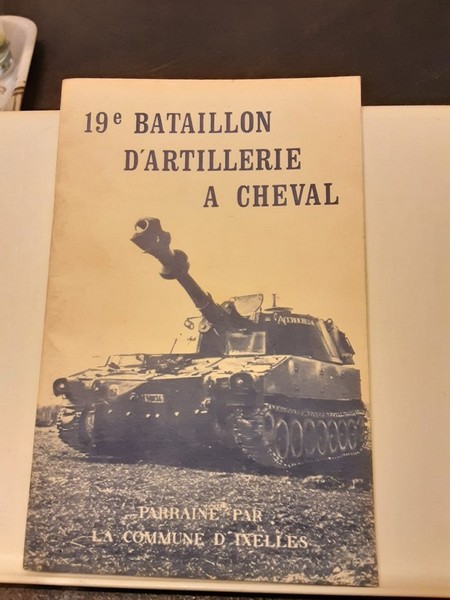 19e BATAILLON
D'ARTILLERIE
A CHEVAL
PARRAINÉ PAR
LA COMMUNE D'IXELLES